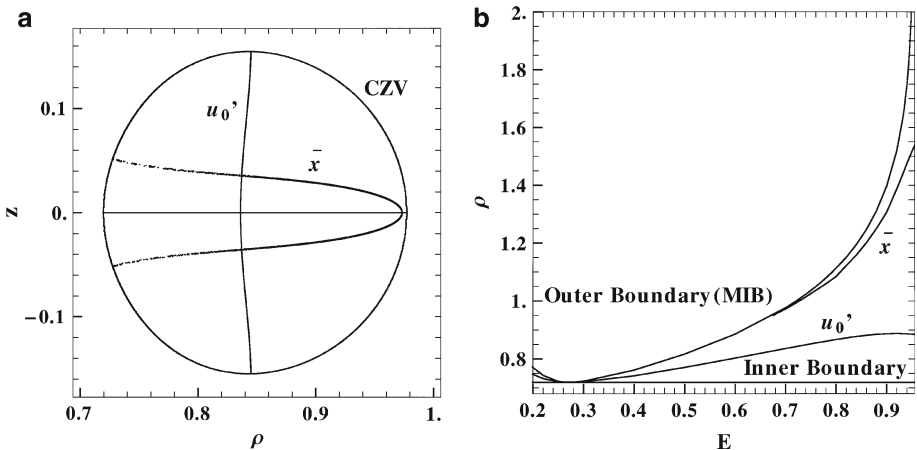 a
CZV
u₀’
x̄
z
0.1
0.
−0.1
0.7
0.8
0.9
1.
ρ
b
2.
1.8
1.6
1.4
1.2
1.
0.8
ρ
x̄
Outer Boundary (MIB)
u₀’
Inner Boundary
0.2
0.3
0.4
0.5
0.6
0.7
0.8
0.9
E